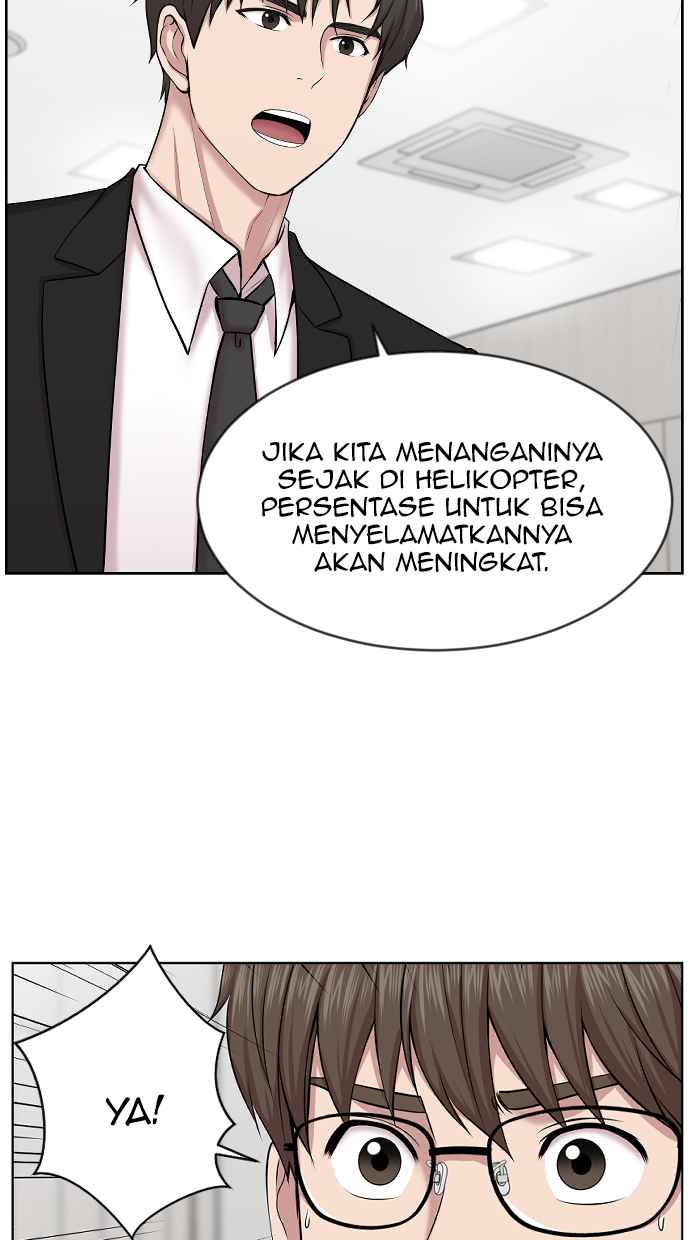 JIKA KITA MENANGANINYA
SEJAK DI HELIKOPTER,
PERSENTASE UNTUK BISA
MENYELAMATKANNYA
AKAN MENINGKAT.
YA!